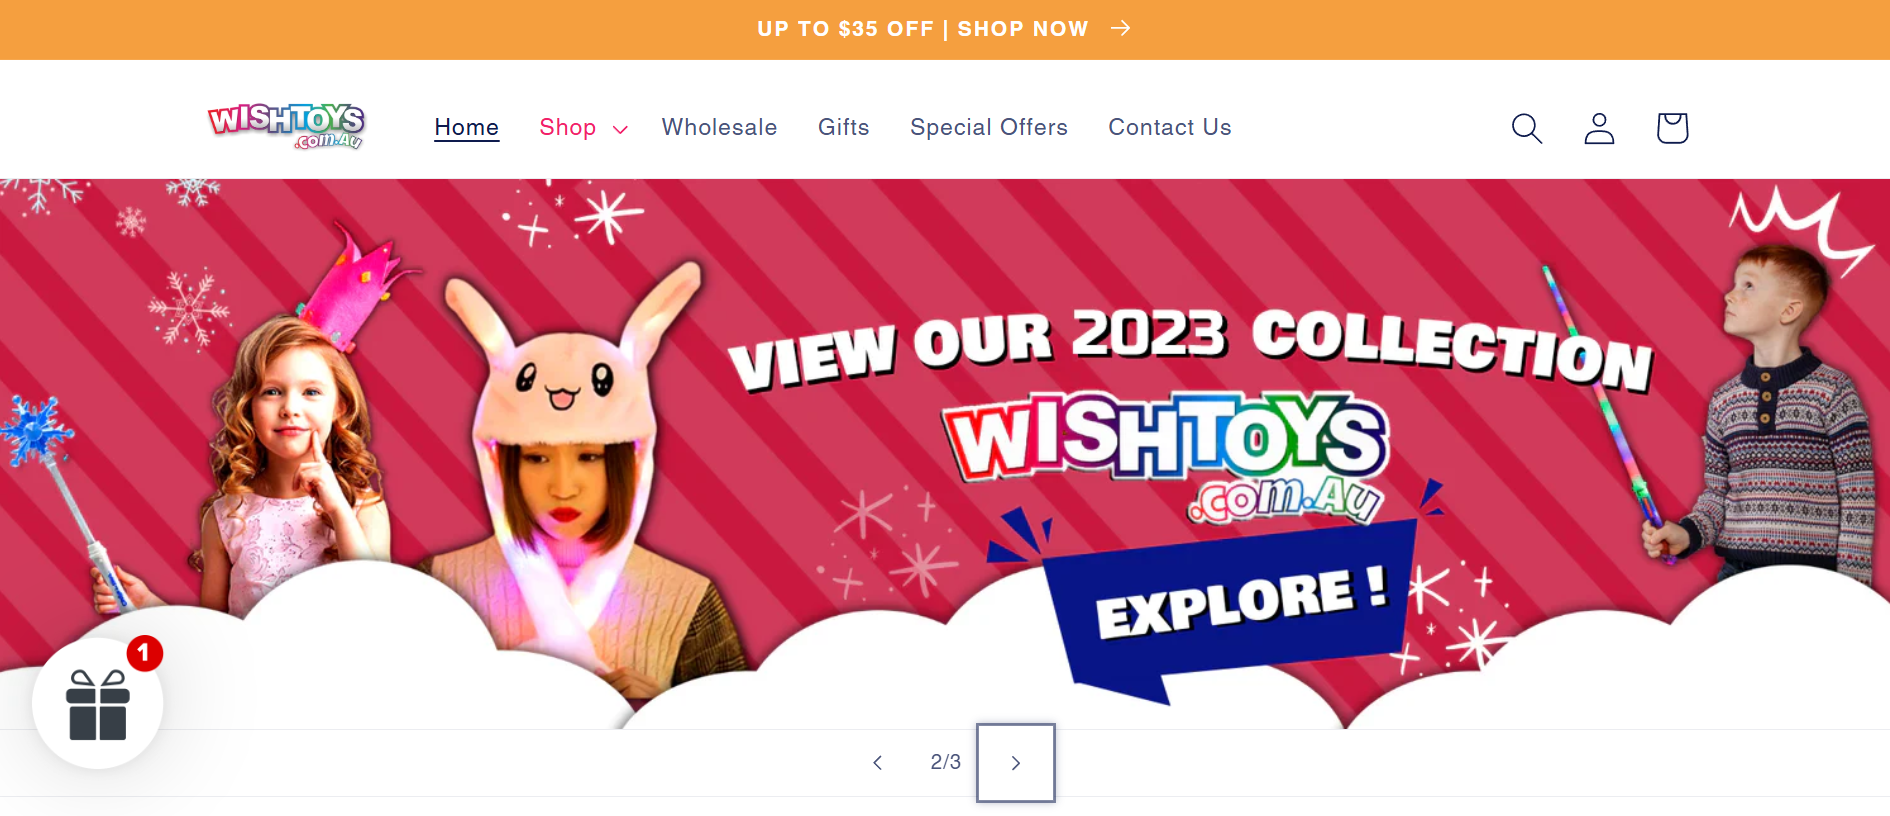 UP TO $35 OFF | SHOP NOW
WISHTOYS
.com.Au
Home
Shop
Wholesale
Gifts
Special Offers
Contact Us
VIEW OUR 2023 COLLECTION
WISHTOYS
.com.Au
EXPLORE !
1
2/3